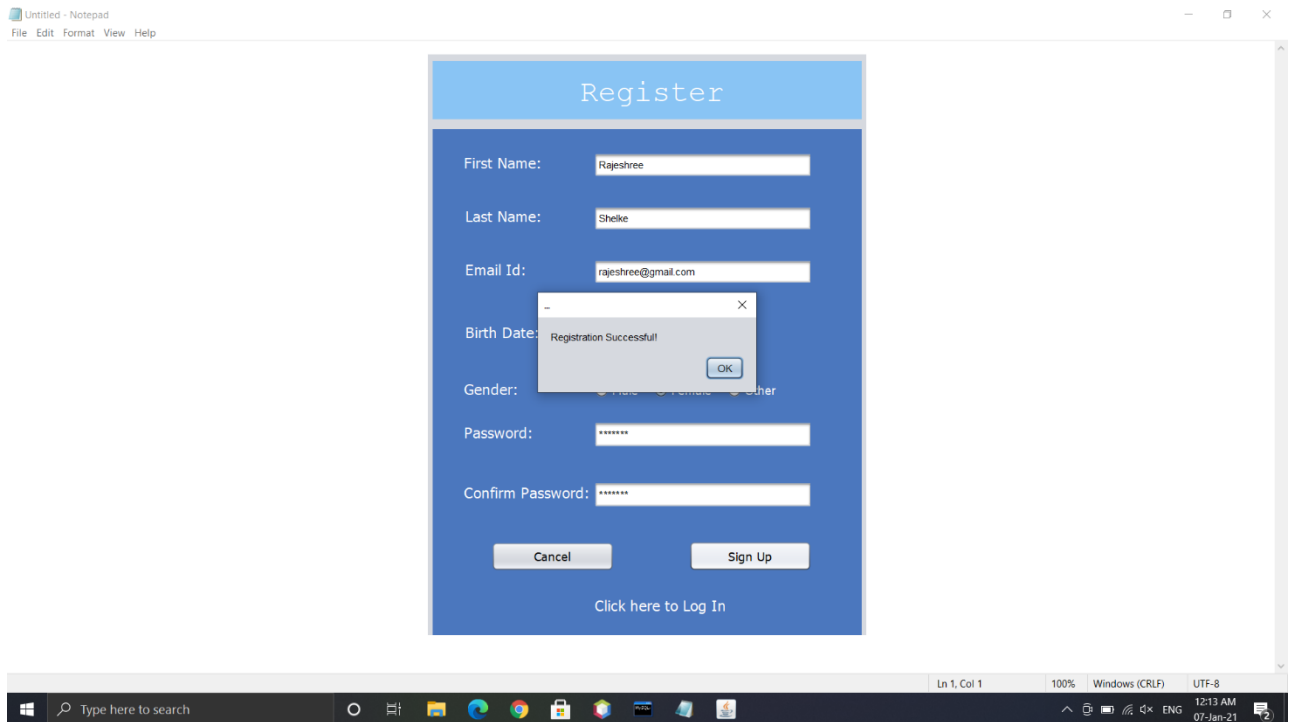 Untitled - Notepad
File Edit Format View Help
Register
First Name: Rajeshree
Last Name: Shelke
Email Id: rajeshree@gmail.com
Birth Date:
...
Registration Successful!
OK
Gender: Male Female Other
Password: *******
Confirm Password: *******
Cancel Sign Up
Click here to Log In
Ln 1, Col 1 100% Windows (CRLF) UTF-8
Type here to search
ENG
12:13 AM
07-Jan-21
2